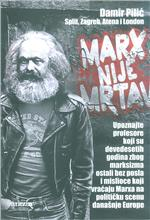 Damir Pilić
Split, Zagreb, Atena i London
MARX
NIJE
MRTAV
Upoznajte
profesore
koji su
devedesetih
godina zbog
marksizma
ostali bez posla
i mislioce koji
vraćaju Marxa na
političku scenu
današnje Europe